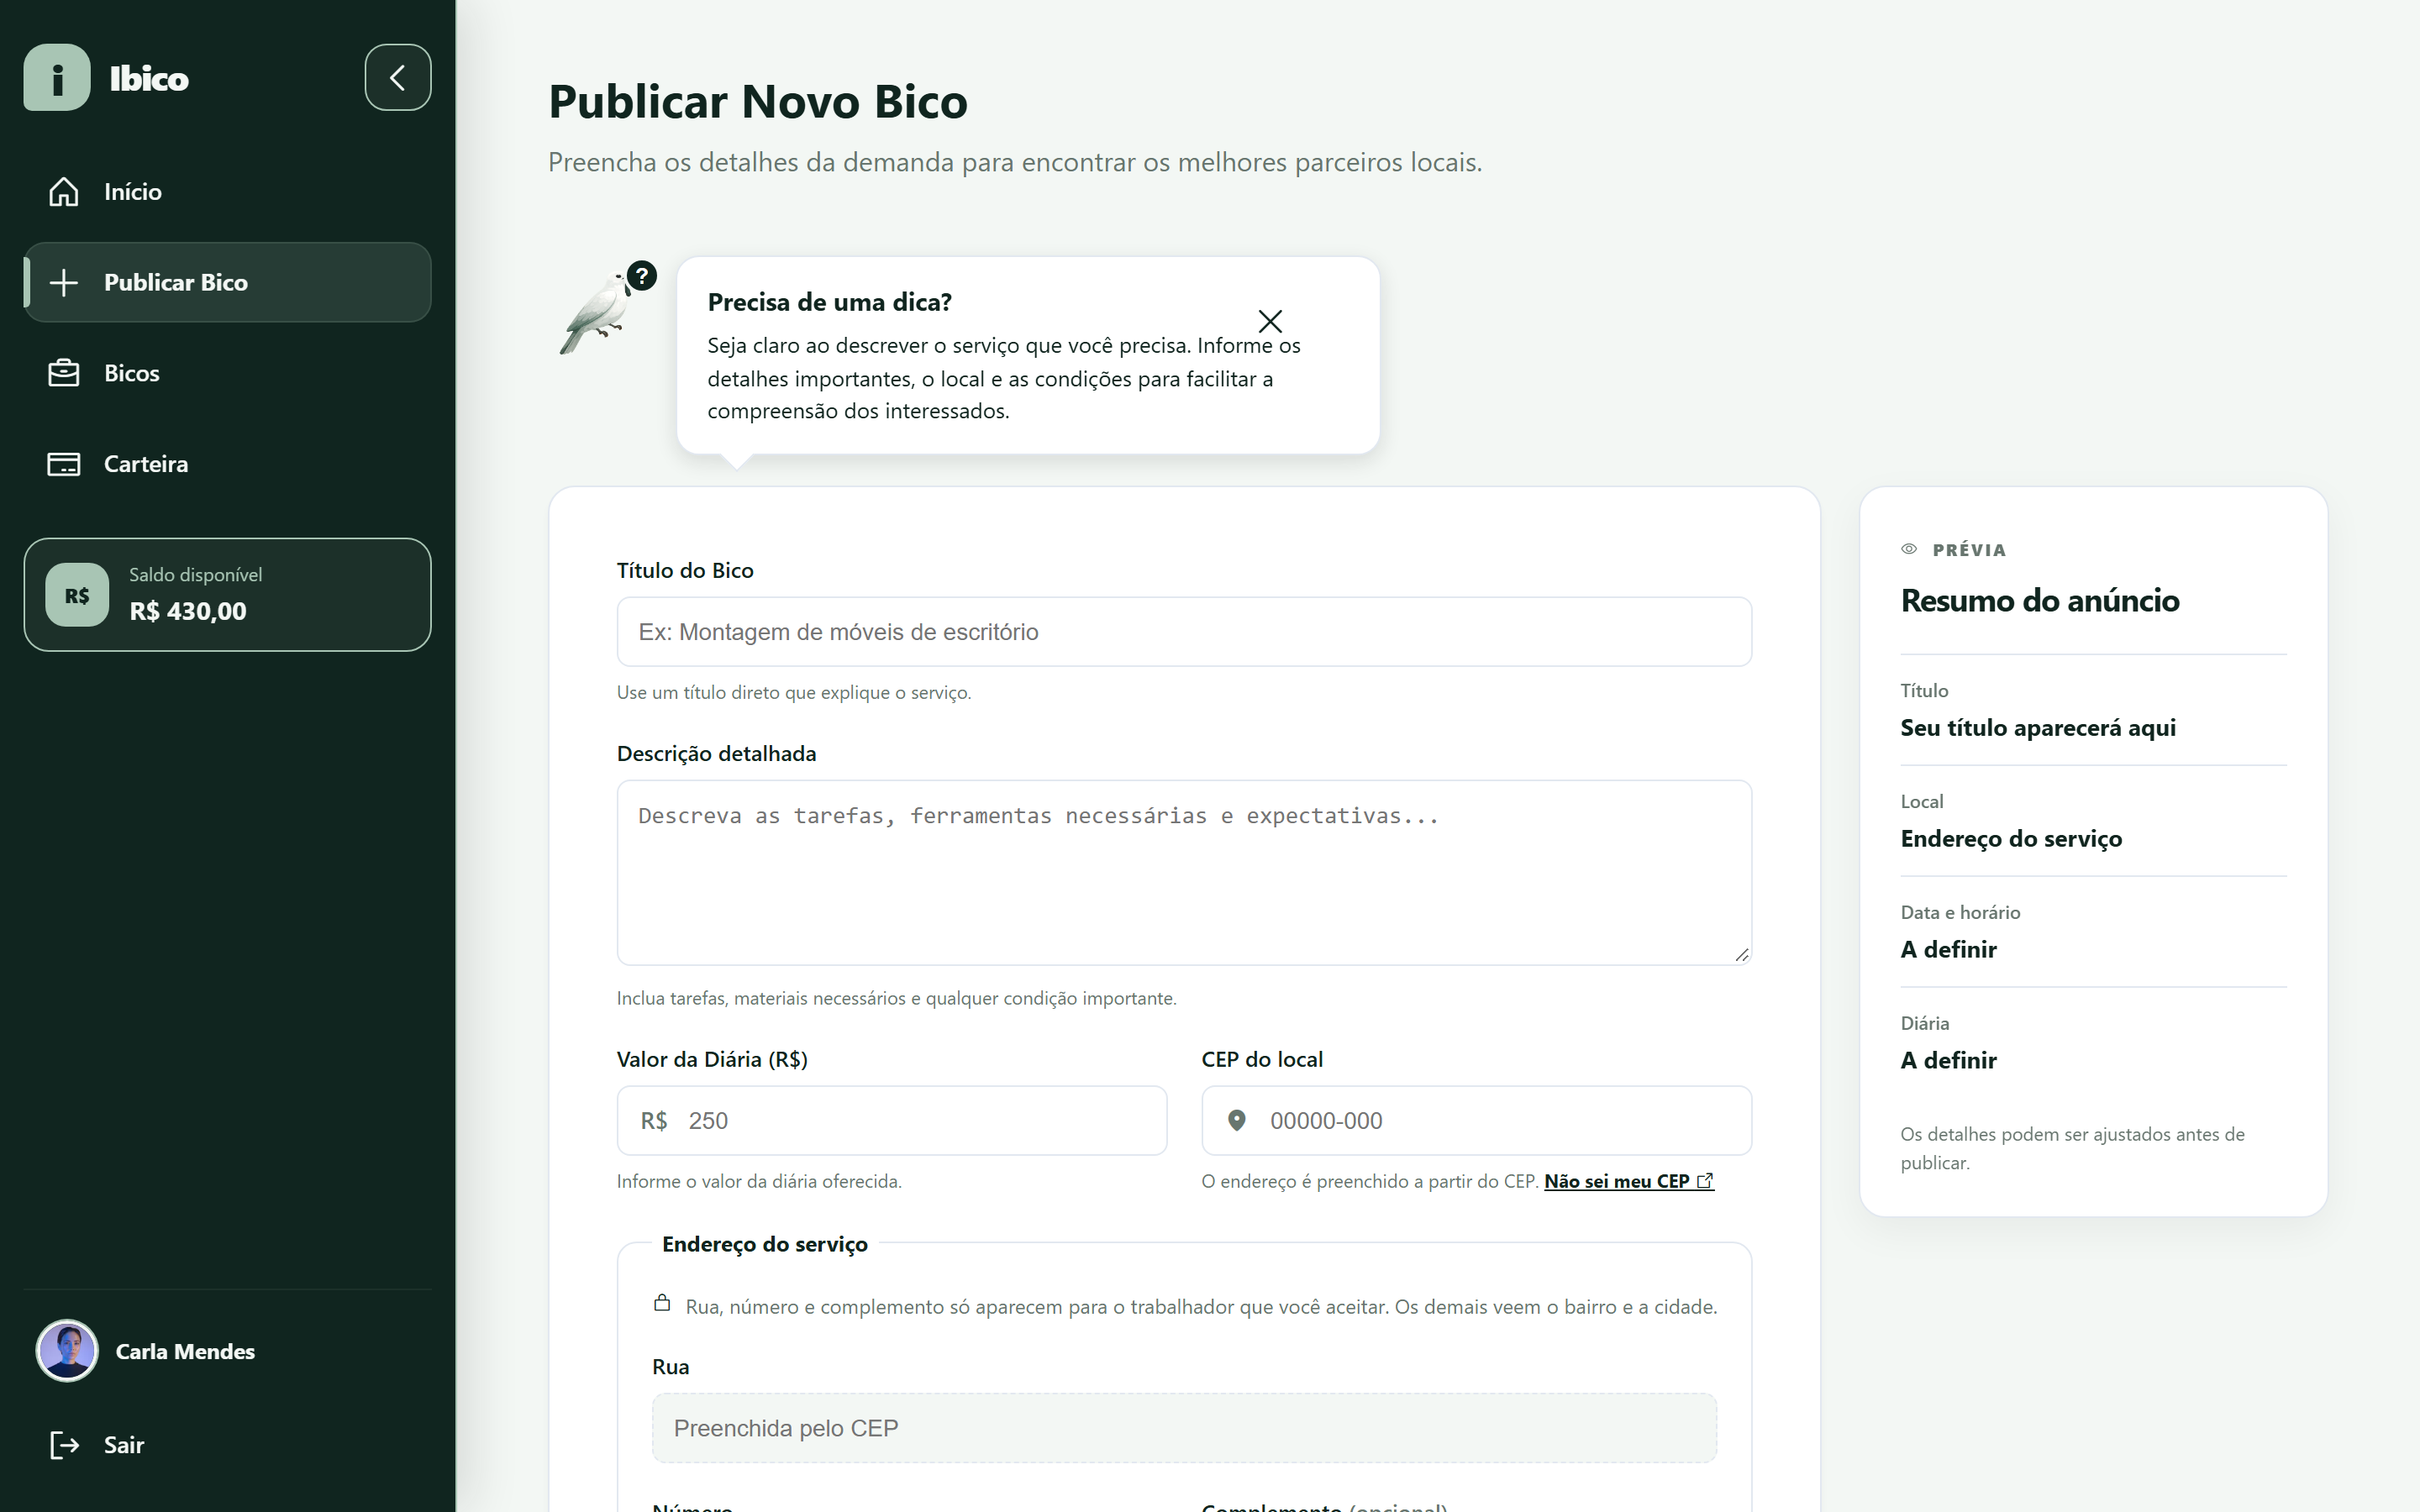 i
Ibico
Início
Publicar Bico
Bicos
Carteira
R$
Saldo disponível
R$ 430,00
Carla Mendes
Sair
Publicar Novo Bico
Preencha os detalhes da demanda para encontrar os melhores parceiros locais.
?
Precisa de uma dica?
Seja claro ao descrever o serviço que você precisa. Informe os
detalhes importantes, o local e as condições para facilitar a
compreensão dos interessados.
Título do Bico
Ex: Montagem de móveis de escritório
Use um título direto que explique o serviço.
Descrição detalhada
Descreva as tarefas, ferramentas necessárias e expectativas...
Inclua tarefas, materiais necessários e qualquer condição importante.
Valor da Diária (R$)
R$ 250
Informe o valor da diária oferecida.
CEP do local
00000-000
O endereço é preenchido a partir do CEP. Não sei meu CEP
Endereço do serviço
Rua, número e complemento só aparecem para o trabalhador que você aceitar. Os demais veem o bairro e a cidade.
Rua
Preenchida pelo CEP
Número
Complemento (opcional)
PRÉVIA
Resumo do anúncio
Título
Seu título aparecerá aqui
Local
Endereço do serviço
Data e horário
A definir
Diária
A definir
Os detalhes podem ser ajustados antes de
publicar.